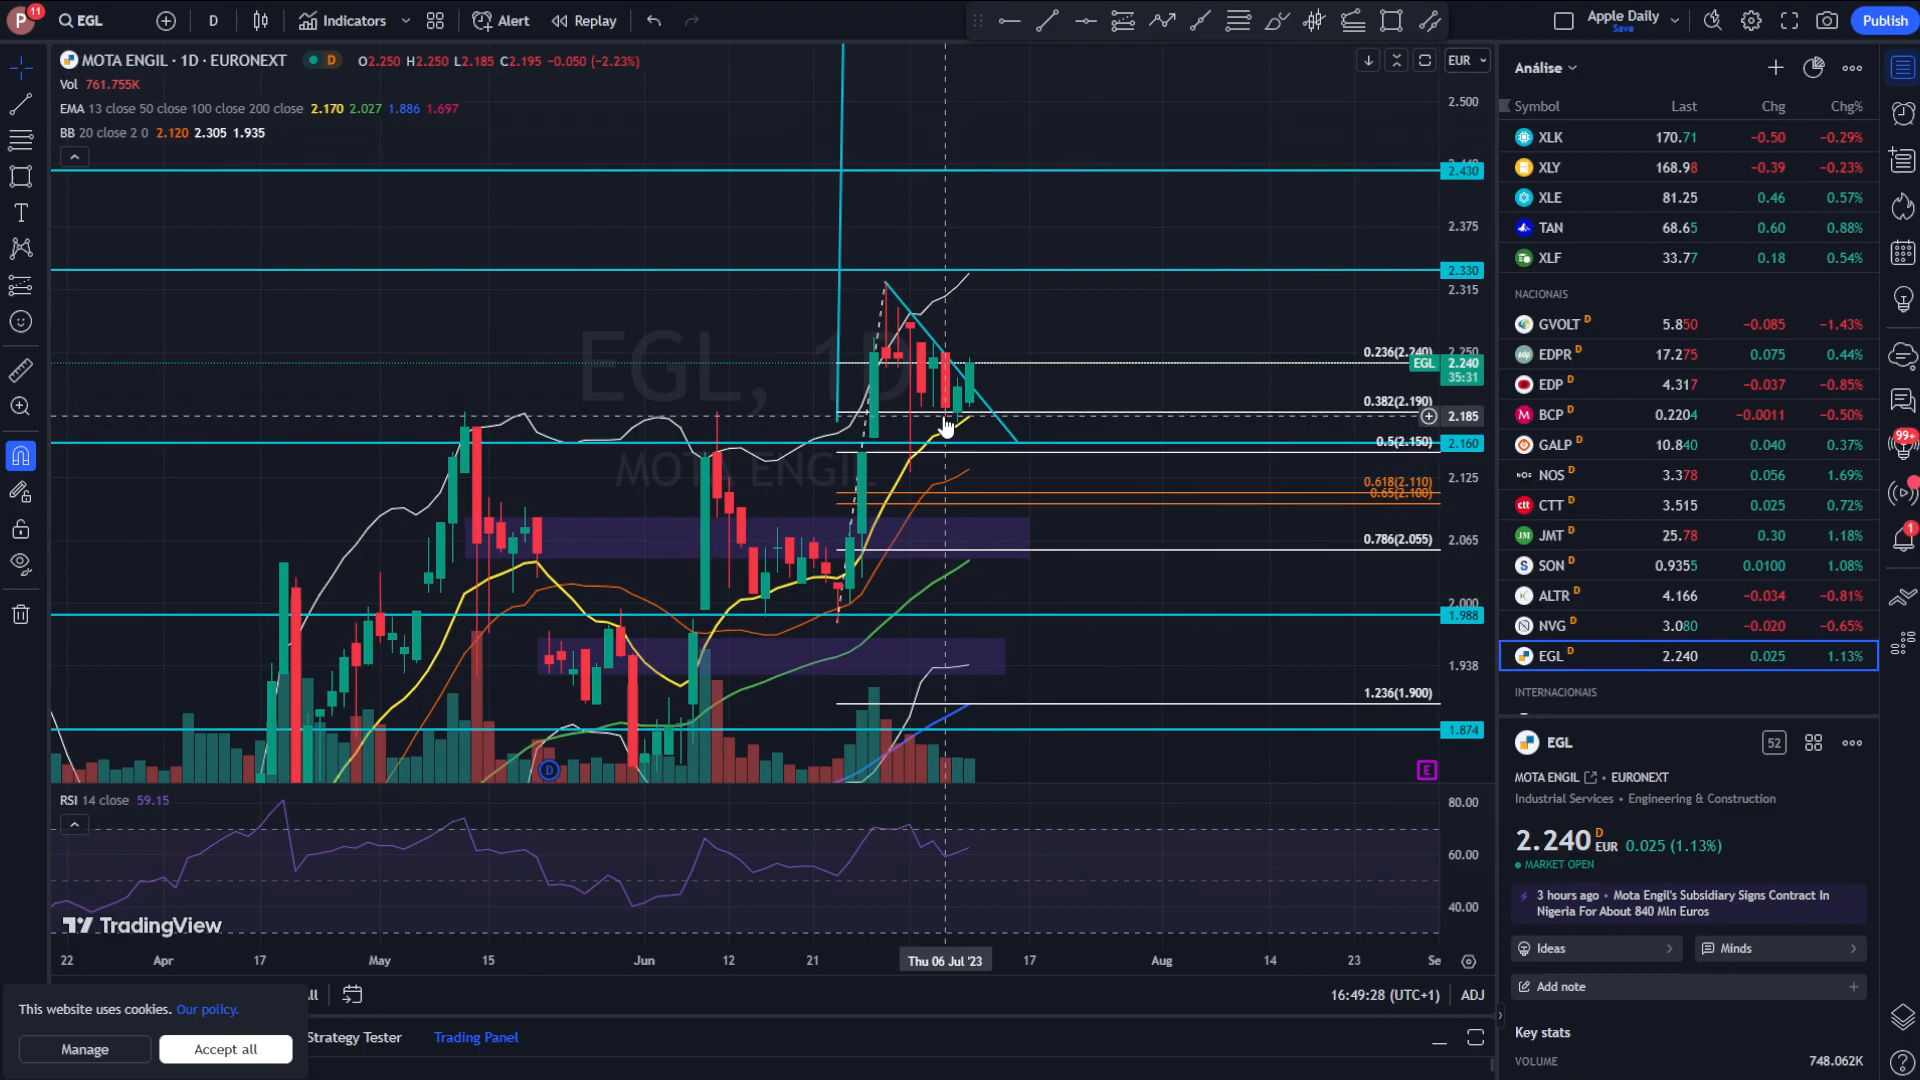 P 11 EGL D Indicators Alert Replay Apple Daily Save Publish
MOTA ENGIL · 1D · EURONEXT D O2.250 H2.250 L2.185 C2.195 −0.050 (−2.23%) EUR
Vol 761.755K
EMA 13 close 50 close 100 close 200 close 2.170 2.027 1.886 1.697
BB 20 close 2 0 2.120 2.305 1.935
EGL, 1D
MOTA ENGIL
2.500
2.430
2.375
2.330
2.315
0.236(2.240) 2.250
EGL 2.240
35:31
0.382(2.190)
2.185
0.5(2.150) 2.160
2.125
0.618(2.110)
0.65(2.100)
0.786(2.055) 2.065
2.000
1.988
1.938
1.236(1.900)
1.874
D E
RSI 14 close 59.15
80.00
60.00
40.00
TradingView
22 Apr 17 May 15 Jun 12 21 Thu 06 Jul '23 17 Aug 14 23 Se
16:49:28 (UTC+1) ADJ
Strategy Tester Trading Panel
This website uses cookies. Our policy.
Manage Accept all
Análise
Symbol Last Chg Chg%
XLK 170.71 −0.50 −0.29%
XLY 168.98 −0.39 −0.23%
XLE 81.25 0.46 0.57%
TAN 68.65 0.60 0.88%
XLF 33.77 0.18 0.54%
NACIONAIS
GVOLT D 5.850 −0.085 −1.43%
EDPR D 17.275 0.075 0.44%
EDP D 4.317 −0.037 −0.85%
BCP D 0.2204 −0.0011 −0.50%
GALP D 10.840 0.040 0.37%
NOS D 3.378 0.056 1.69%
CTT D 3.515 0.025 0.72%
JMT D 25.78 0.30 1.18%
SON D 0.9355 0.0100 1.08%
ALTR D 4.166 −0.034 −0.81%
NVG D 3.080 −0.020 −0.65%
EGL D 2.240 0.025 1.13%
INTERNACIONAIS
EGL 52
MOTA ENGIL • EURONEXT
Industrial Services • Engineering & Construction
2.240 D EUR 0.025 (1.13%)
MARKET OPEN
3 hours ago • Mota Engil's Subsidiary Signs Contract In
Nigeria For About 840 Mln Euros
Ideas Minds
Add note
Key stats
VOLUME 748.062K
99+
1